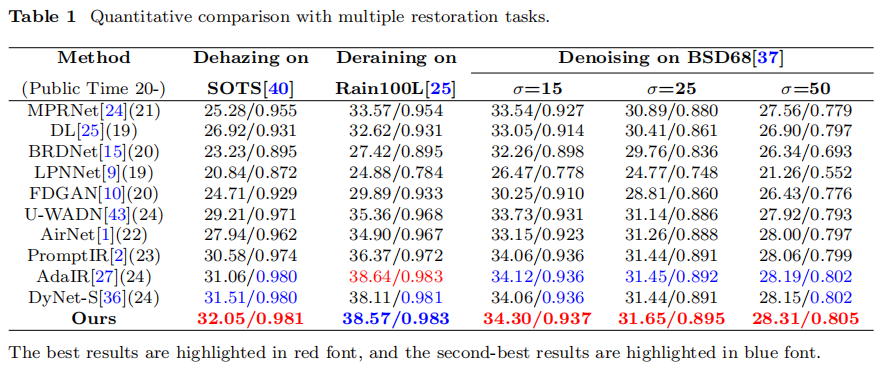 Table 1 Quantitative comparison with multiple restoration tasks.
Method Dehazing on Deraining on Denoising on BSD68[37]
(Public Time 20-) SOTS[40] Rain100L[25] σ=15 σ=25 σ=50
MPRNet[24](21) 25.28/0.955 33.57/0.954 33.54/0.927 30.89/0.880 27.56/0.779
DL[25](19) 26.92/0.931 32.62/0.931 33.05/0.914 30.41/0.861 26.90/0.797
BRDNet[15](20) 23.23/0.895 27.42/0.895 32.26/0.898 29.76/0.836 26.34/0.693
LPNNet[9](19) 20.84/0.872 24.88/0.784 26.47/0.778 24.77/0.748 21.26/0.552
FDGAN[10](20) 24.71/0.929 29.89/0.933 30.25/0.910 28.81/0.860 26.43/0.776
U-WADN[43](24) 29.21/0.971 35.36/0.968 33.73/0.931 31.14/0.886 27.92/0.793
AirNet[1](22) 27.94/0.962 34.90/0.967 33.15/0.923 31.26/0.888 28.00/0.797
PromptIR[2](23) 30.58/0.974 36.37/0.972 34.06/0.936 31.44/0.891 28.06/0.799
AdaIR[27](24) 31.06/0.980 38.64/0.983 34.12/0.936 31.45/0.892 28.19/0.802
DyNet-S[36](24) 31.51/0.980 38.11/0.981 34.06/0.936 31.44/0.891 28.15/0.802
Ours 32.05/0.981 38.57/0.983 34.30/0.937 31.65/0.895 28.31/0.805
The best results are highlighted in red font, and the second-best results are highlighted in blue font.